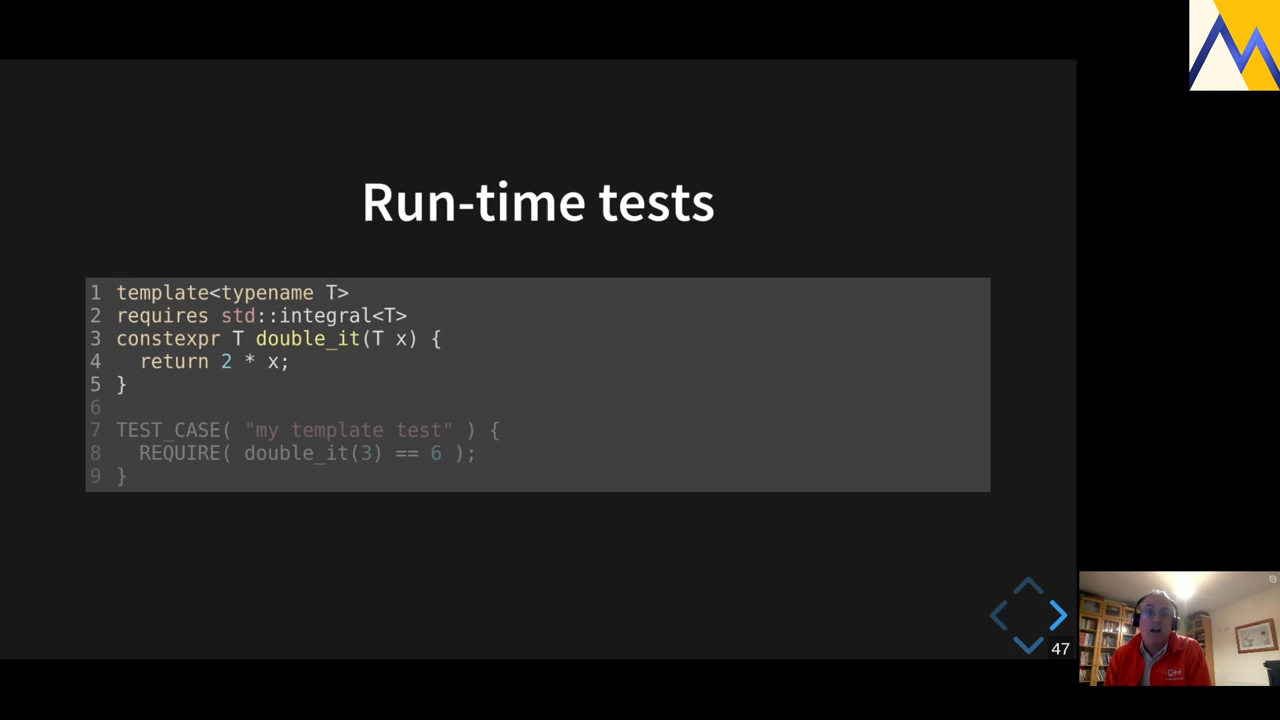 Run-time tests
1 template<typename T>
2 requires std::integral<T>
3 constexpr T double_it(T x) {
4   return 2 * x;
5 }
6
7 TEST_CASE( "my template test" ) {
8   REQUIRE( double_it(3) == 6 );
9 }
47
C++